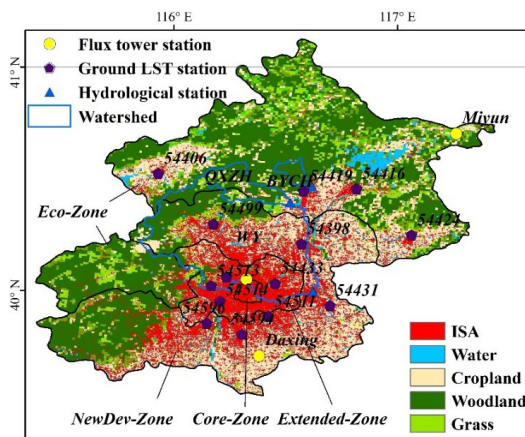 116° E
117° E
Flux tower station
41° N
Ground LST station
Hydrological station
Miyun
Watershed
54406
QXZH
BYCH
54419
54416
Eco-Zone
54499
54398
54424
WY
40° N
54513
54433
54514
54511
54431
54596
54594
ISA
Daxing
Water
Cropland
NewDev-Zone
Core-Zone
Extended-Zone
Woodland
Grass